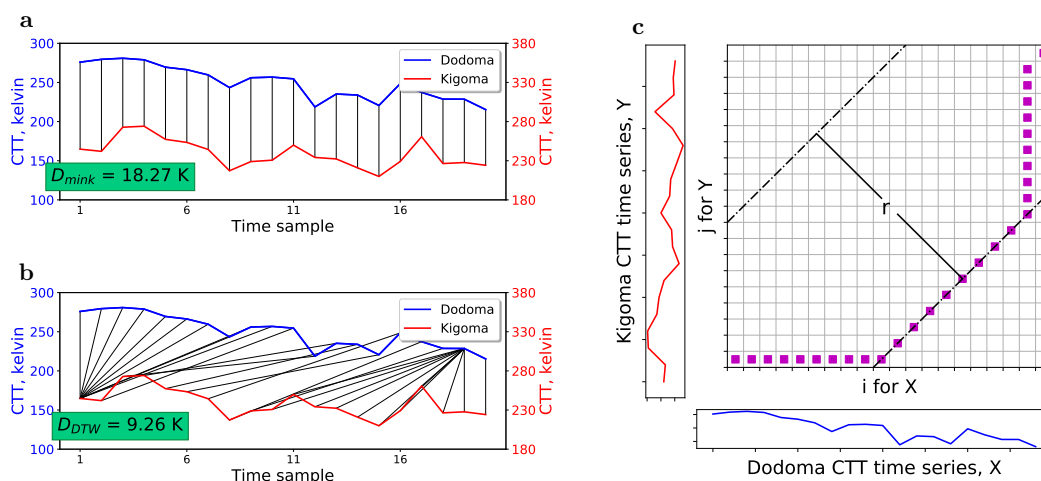 a
300
250
200
150
100
CTT, kelvin
380
330
280
230
180
CTT, kelvin
Dodoma
Kigoma
D_mink = 18.27 K
1
6
11
16
Time sample
b
300
250
200
150
100
CTT, kelvin
380
330
280
230
180
CTT, kelvin
Dodoma
Kigoma
D_DTW = 9.26 K
1
6
11
16
Time sample
c
Kigoma CTT time series, Y
j for Y
r
i for X
Dodoma CTT time series, X